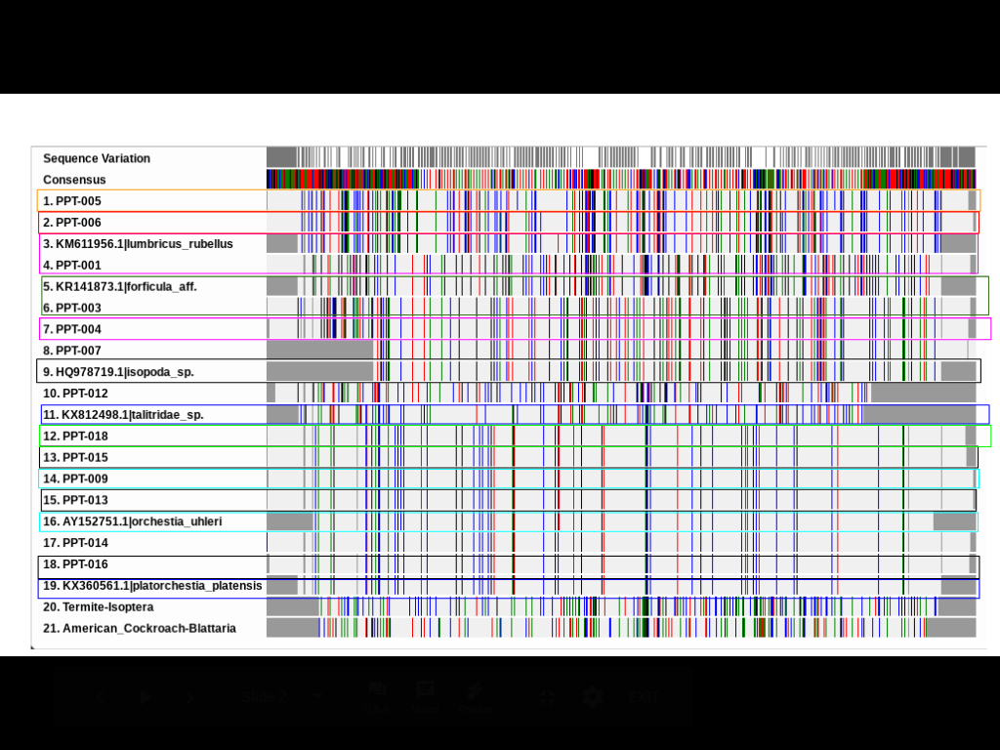 Sequence Variation
Consensus
1. PPT-005
2. PPT-006
3. KM611956.1|lumbricus_rubellus
4. PPT-001
5. KR141873.1|forficula_aff.
6. PPT-003
7. PPT-004
8. PPT-007
9. HQ978719.1|isopoda_sp.
10. PPT-012
11. KX812498.1|talitridae_sp.
12. PPT-018
13. PPT-015
14. PPT-009
15. PPT-013
16. AY152751.1|orchestia_uhleri
17. PPT-014
18. PPT-016
19. KX360561.1|platorchestia_platensis
20. Termite-Isoptera
21. American_Cockroach-Blattaria
Slide 2
EXIT